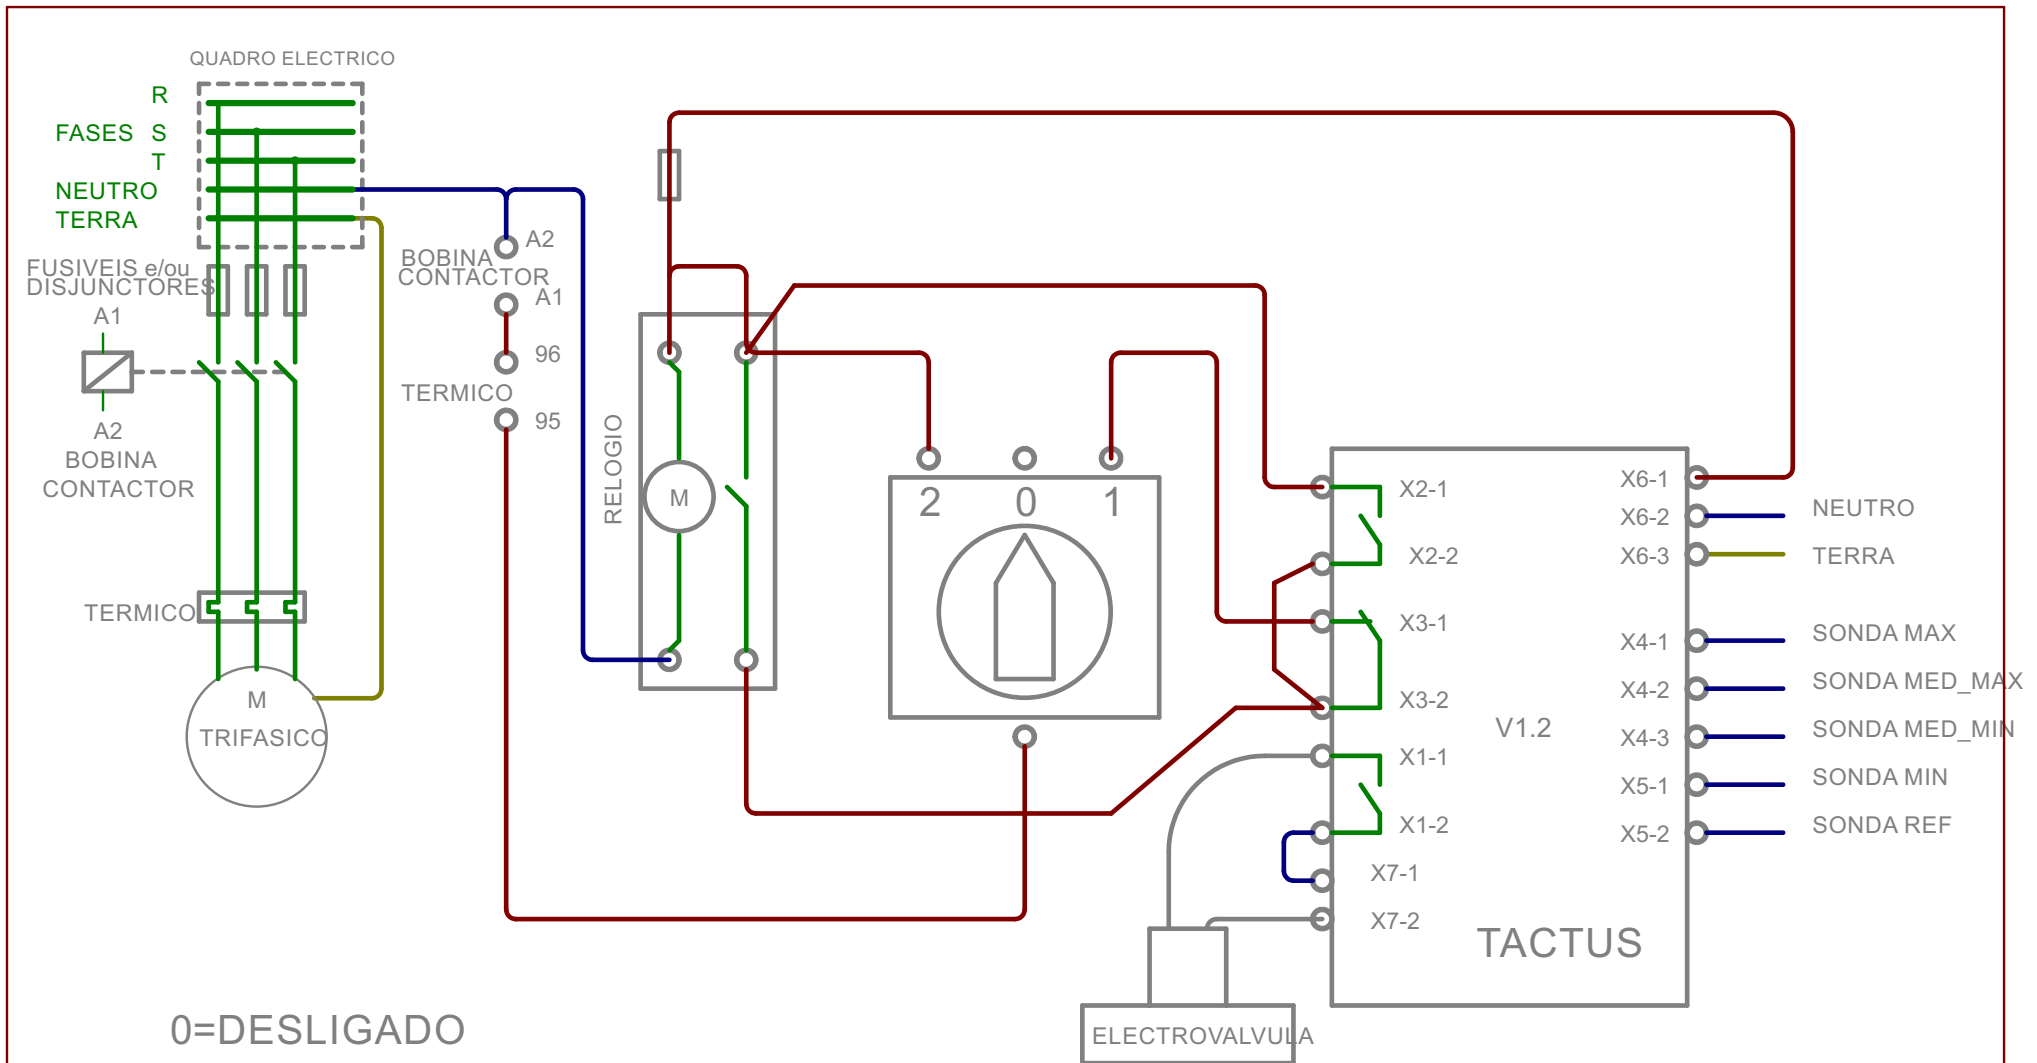 QUADRO ELECTRICO
R
FASES S
T
NEUTRO
TERRA
FUSIVEIS e/ou
DISJUNCTORES
A1
A2
BOBINA
CONTACTOR
TERMICO
M
TRIFASICO
A2
BOBINA
CONTACTOR
A1
96
TERMICO
95
RELOGIO
M
2 0 1
X2-1
X2-2
X3-1
X3-2
X1-1
X1-2
X7-1
X7-2
V1.2
TACTUS
X6-1
X6-2 NEUTRO
X6-3 TERRA
X4-1 SONDA MAX
X4-2 SONDA MED_MAX
X4-3 SONDA MED_MIN
X5-1 SONDA MIN
X5-2 SONDA REF
ELECTROVALVULA
0=DESLIGADO